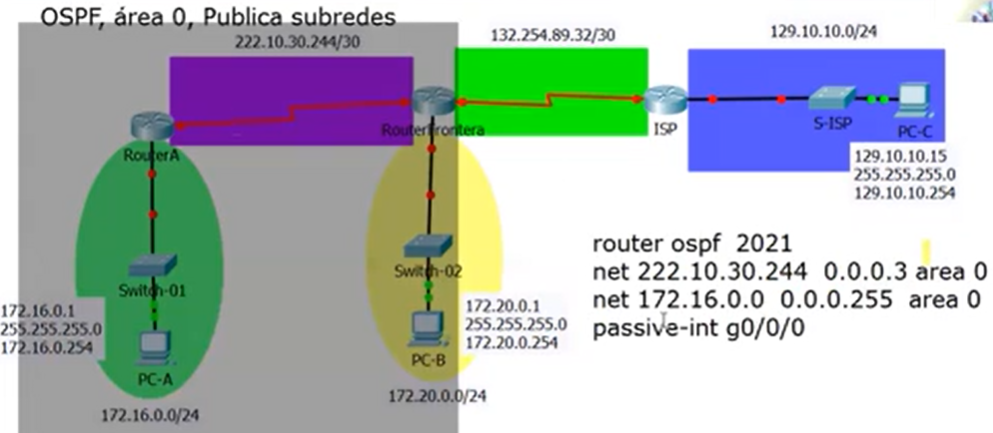 OSPF, área 0, Publica subredes
222.10.30.244/30
132.254.89.32/30
129.10.10.0/24
RouterA
RouterFrontera
ISP
S-ISP
PC-C
129.10.10.15
255.255.255.0
129.10.10.254
router ospf 2021
net 222.10.30.244 0.0.0.3 area 0
net 172.16.0.0 0.0.0.255 area 0
passive-int g0/0/0
Switch-01
Switch-02
172.16.0.1
255.255.255.0
172.16.0.254
172.20.0.1
255.255.255.0
172.20.0.254
PC-A
PC-B
172.16.0.0/24
172.20.0.0/24